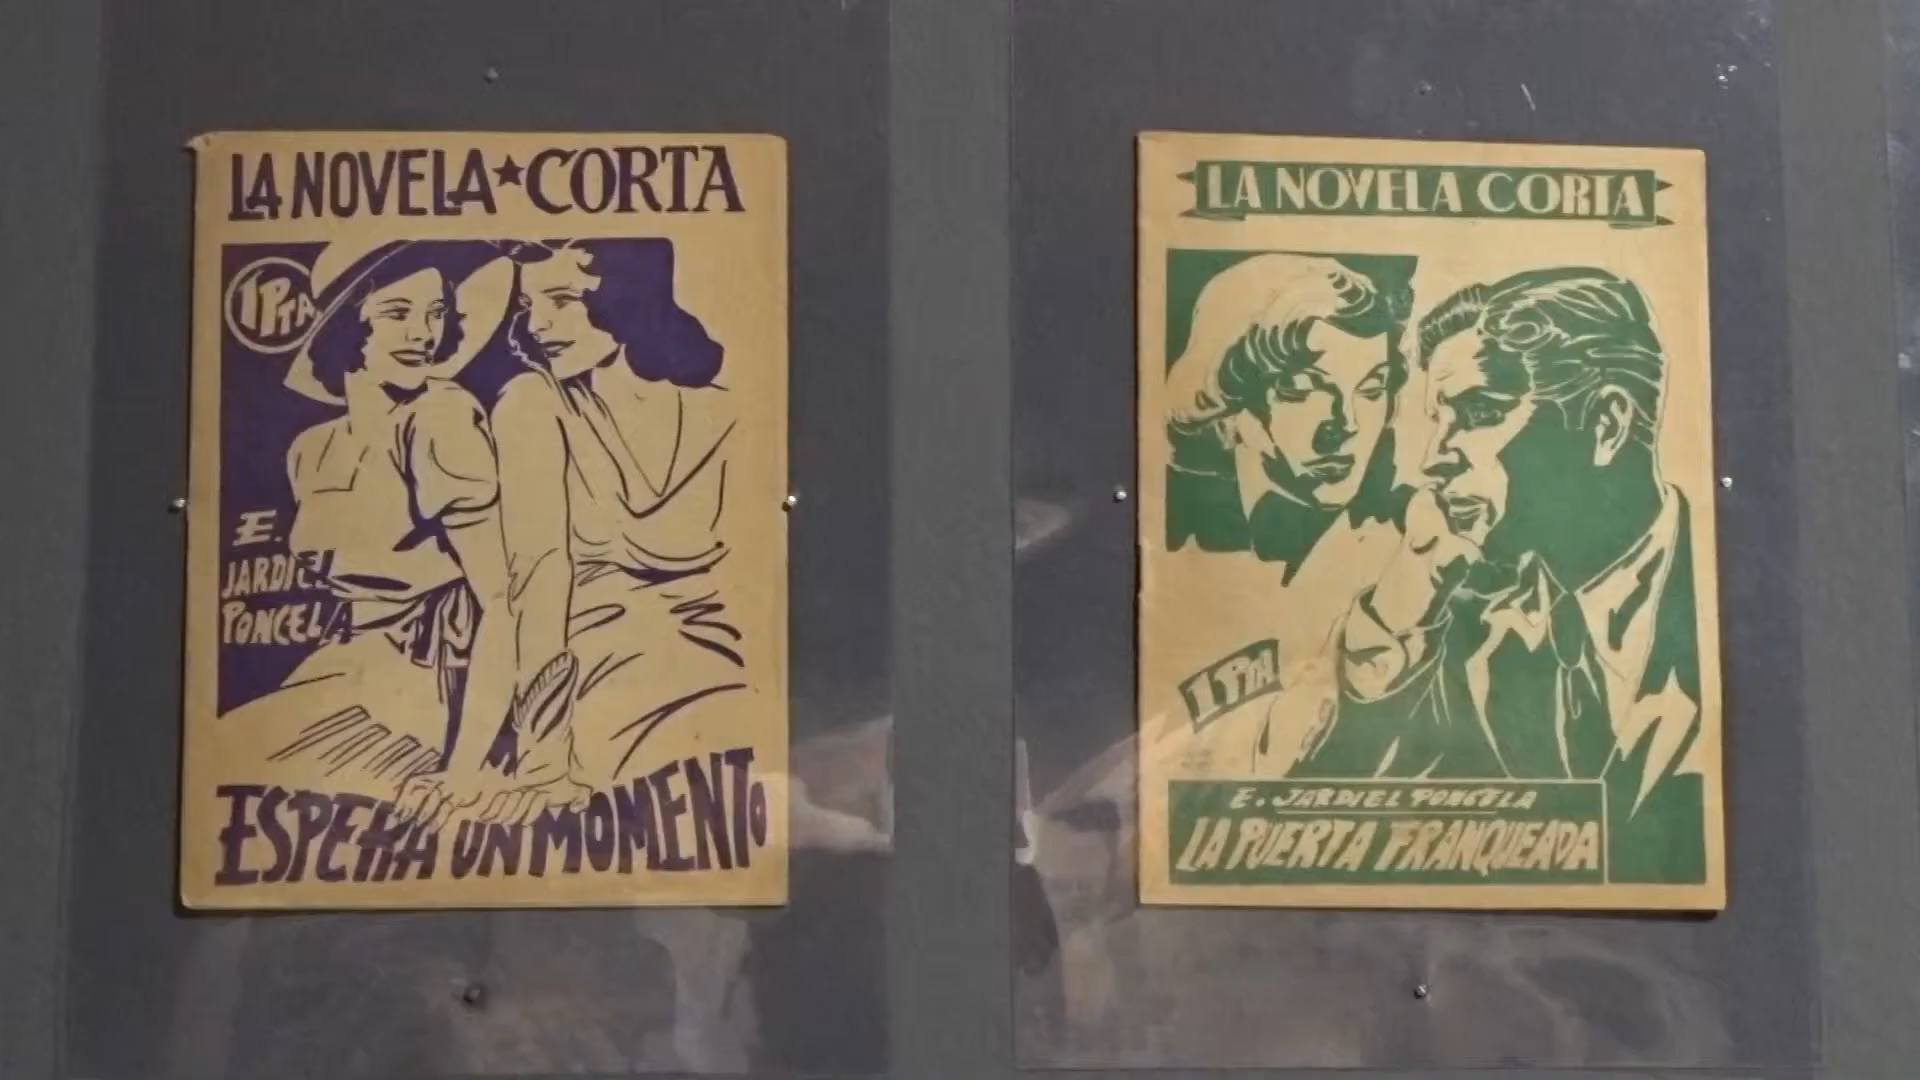 LA NOVELA★CORTA
1 PTA
E.
JARDIEL
PONCELA
ESPERA UN MOMENTO
LA NOVELA CORTA
1 PTA
E. JARDIEL PONCELA
LA PUERTA FRANQUEADA